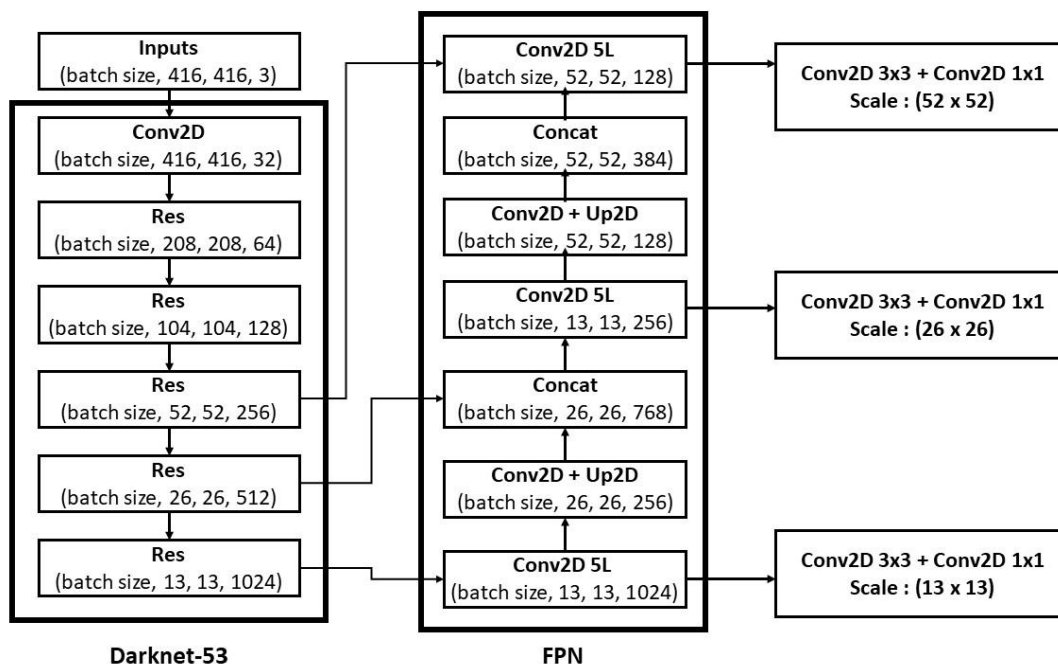 Inputs
(batch size, 416, 416, 3)
Conv2D
(batch size, 416, 416, 32)
Res
(batch size, 208, 208, 64)
Res
(batch size, 104, 104, 128)
Res
(batch size, 52, 52, 256)
Res
(batch size, 26, 26, 512)
Res
(batch size, 13, 13, 1024)
Darknet-53
Conv2D 5L
(batch size, 52, 52, 128)
Concat
(batch size, 52, 52, 384)
Conv2D + Up2D
(batch size, 52, 52, 128)
Conv2D 5L
(batch size, 13, 13, 256)
Concat
(batch size, 26, 26, 768)
Conv2D + Up2D
(batch size, 26, 26, 256)
Conv2D 5L
(batch size, 13, 13, 1024)
FPN
Conv2D 3x3 + Conv2D 1x1
Scale : (52 x 52)
Conv2D 3x3 + Conv2D 1x1
Scale : (26 x 26)
Conv2D 3x3 + Conv2D 1x1
Scale : (13 x 13)